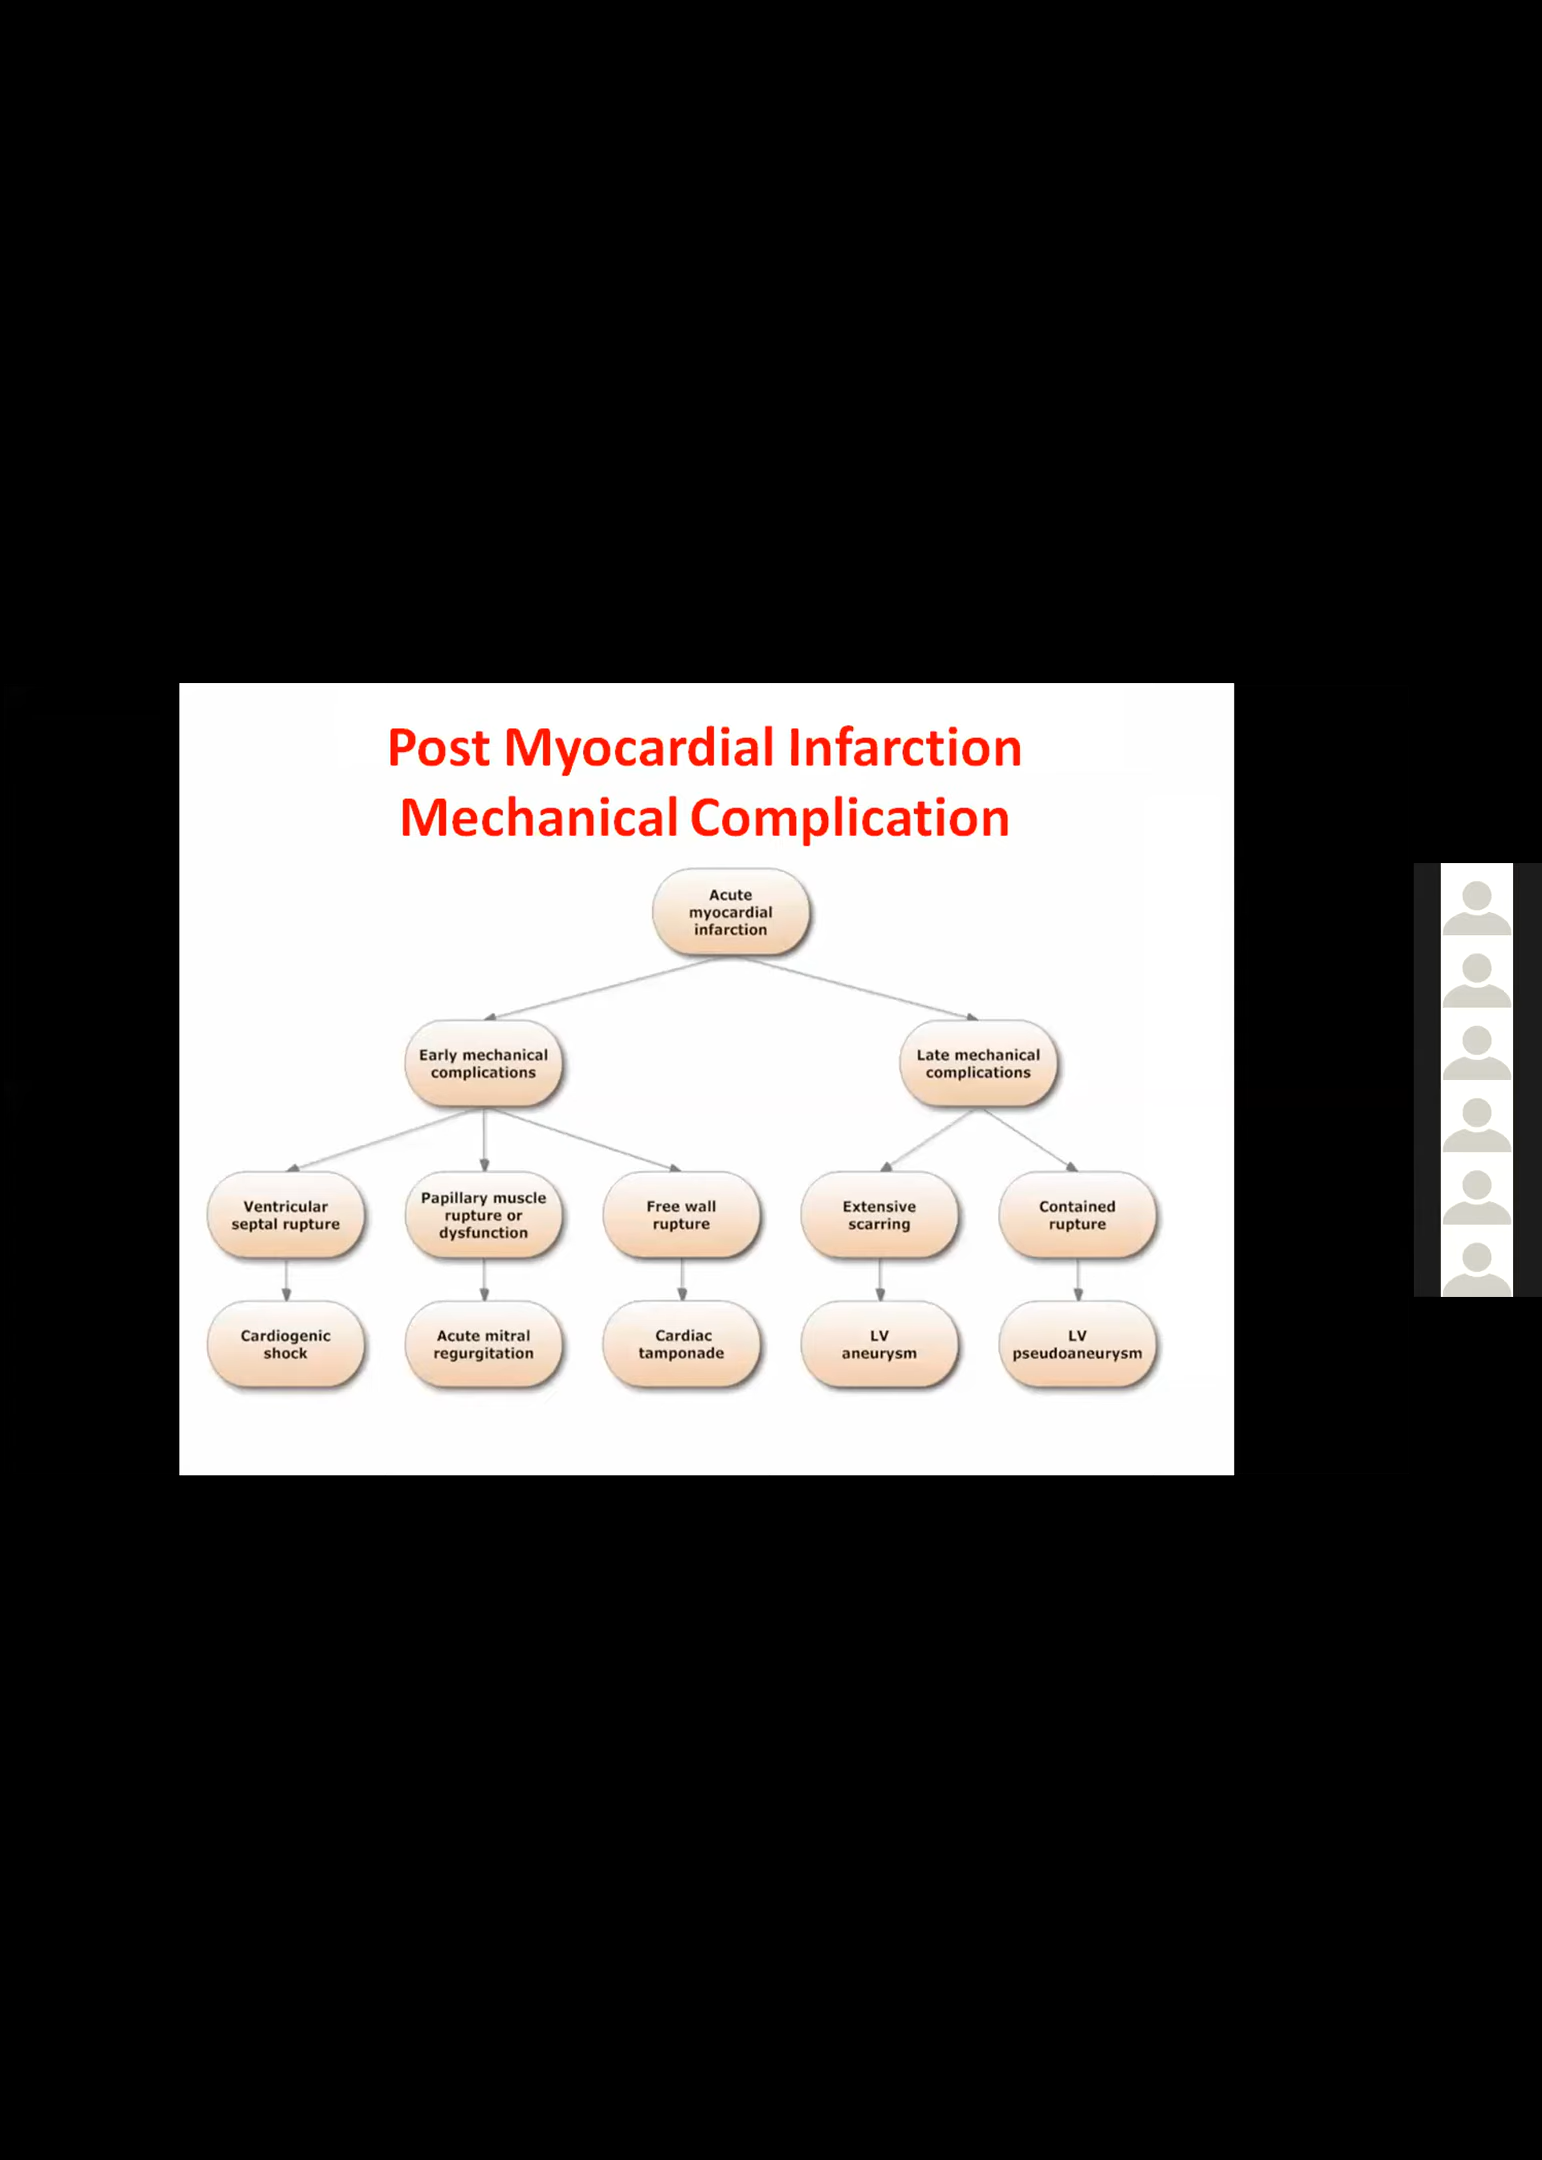 Post Myocardial Infarction
Mechanical Complication
Acute
myocardial
infarction
Early mechanical
complications
Late mechanical
complications
Ventricular
septal rupture
Papillary muscle
rupture or
dysfunction
Free wall
rupture
Extensive
scarring
Contained
rupture
Cardiogenic
shock
Acute mitral
regurgitation
Cardiac
tamponade
LV
aneurysm
LV
pseudoaneurysm